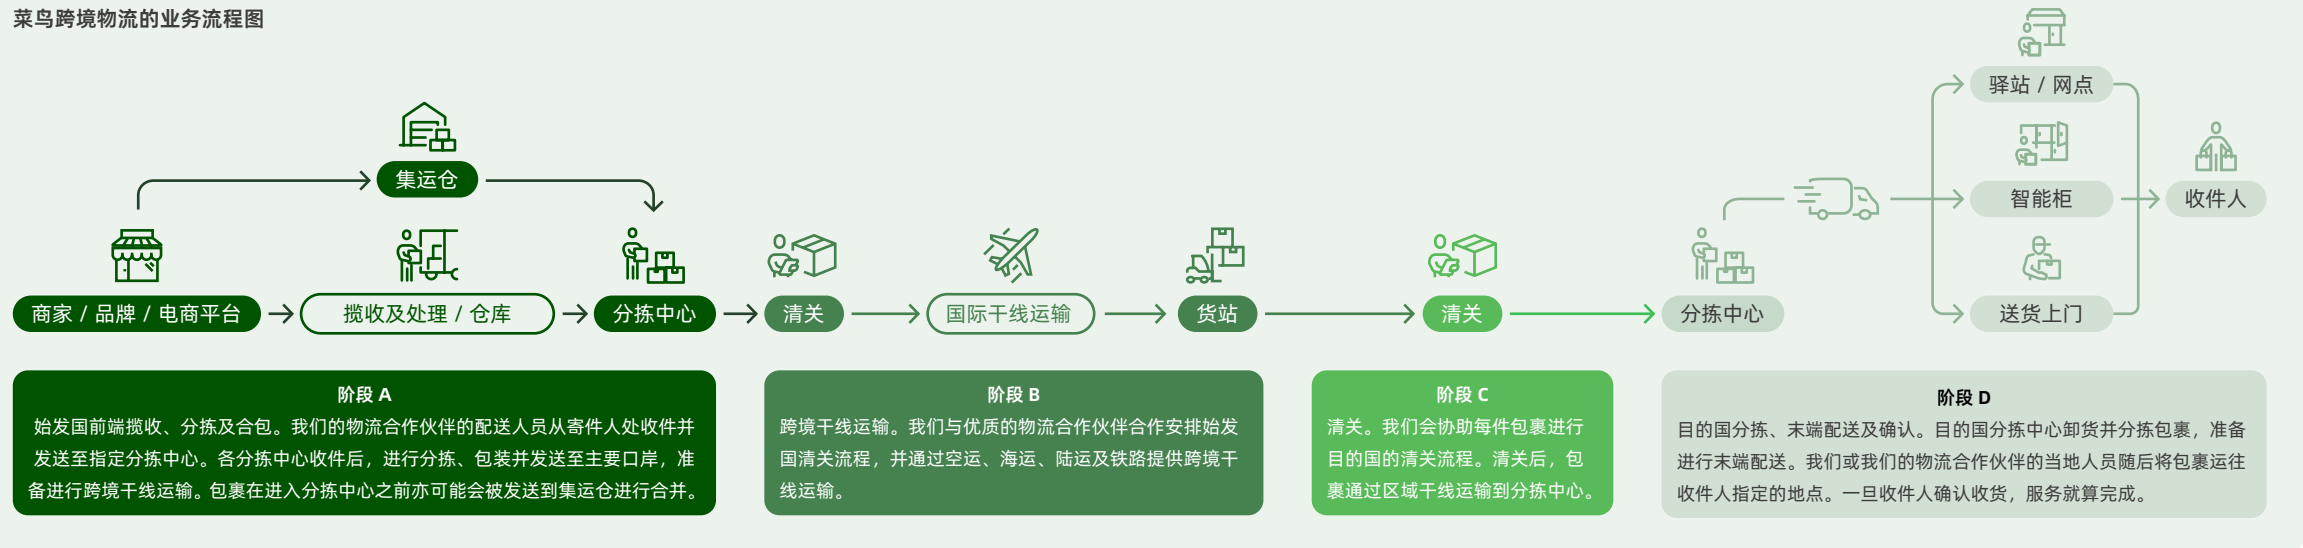 菜鸟跨境物流的业务流程图
驿站 / 网点
集运仓
智能柜
收件人
商家 / 品牌 / 电商平台
揽收及处理 / 仓库
分拣中心
清关
国际干线运输
货站
清关
分拣中心
送货上门
阶段 A
始发国前端揽收、分拣及合包。我们的物流合作伙伴的配送人员从寄件人处收件并
发送至指定分拣中心。各分拣中心收件后，进行分拣、包装并发送至主要口岸，准
备进行跨境干线运输。包裹在进入分拣中心之前亦可能会被发送到集运仓进行合并。
阶段 B
跨境干线运输。我们与优质的物流合作伙伴合作安排始发
国清关流程，并通过空运、海运、陆运及铁路提供跨境干
线运输。
阶段 C
清关。我们会协助每件包裹进行
目的国的清关流程。清关后，包
裹通过区域干线运输到分拣中心。
阶段 D
目的国分拣、末端配送及确认。目的国分拣中心卸货并分拣包裹，准备
进行末端配送。我们或我们的物流合作伙伴的当地人员随后将包裹运往
收件人指定的地点。一旦收件人确认收货，服务就算完成。